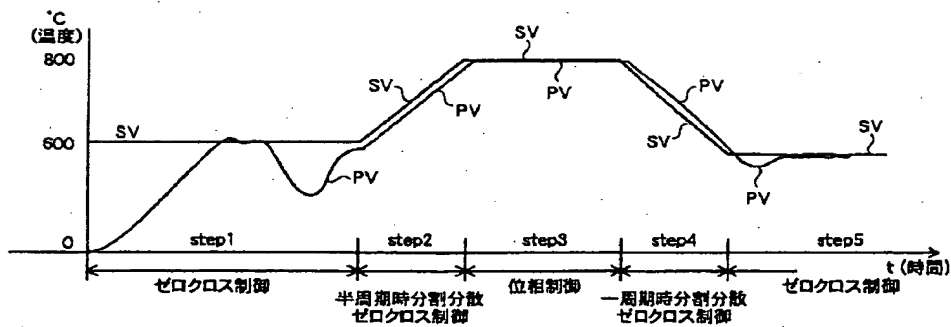 ℃
(温度)
800
SV
PV
SV
PV
SV
PV
SV
PV
SV
PV
600
0
step1
step2
step3
step4
step5
t (時間)
ゼロクロス制御
半周期時分割分散
ゼロクロス制御
位相制御
一周期時分割分散
ゼロクロス制御
ゼロクロス制御